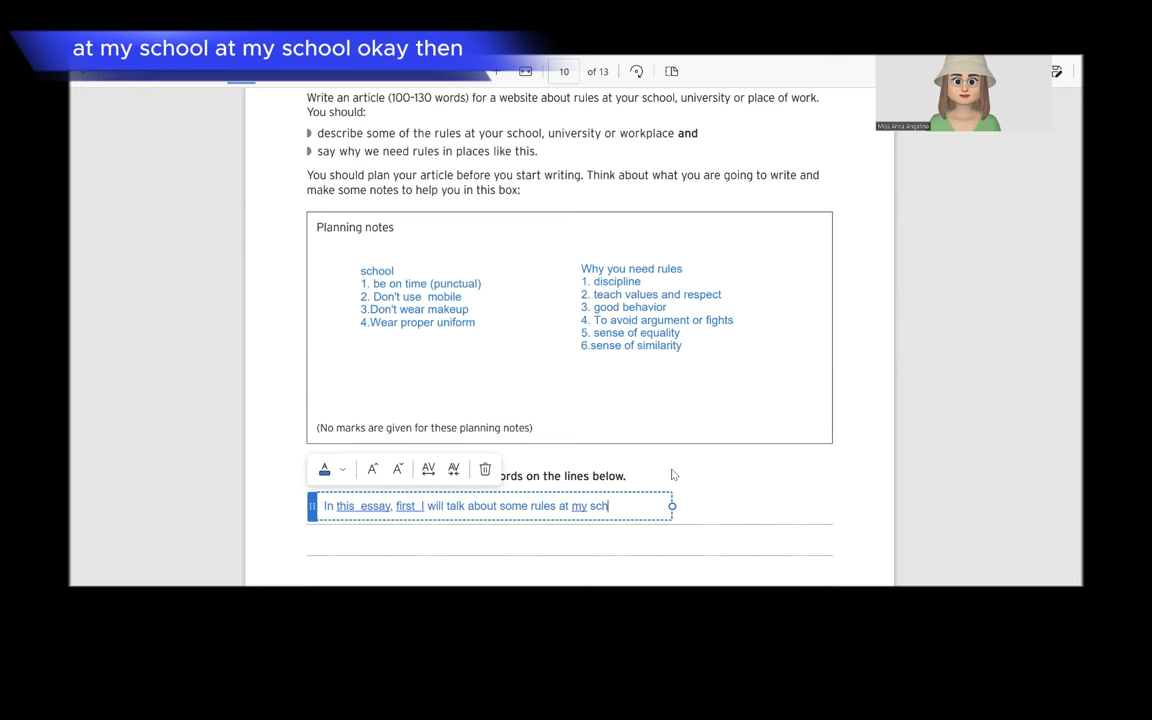 at my school at my school okay then
10 of 13
Miss Anna Angelina
Write an article (100-130 words) for a website about rules at your school, university or place of work.
You should:
describe some of the rules at your school, university or workplace and
say why we need rules in places like this.
You should plan your article before you start writing. Think about what you are going to write and
make some notes to help you in this box:
Planning notes
school
1. be on time (punctual)
2. Don't use mobile
3.Don't wear makeup
4.Wear proper uniform
Why you need rules
1. discipline
2. teach values and respect
3. good behavior
4. To avoid argument or fights
5. sense of equality
6.sense of similarity
(No marks are given for these planning notes)
ords on the lines below.
In this essay, first I will talk about some rules at my sch